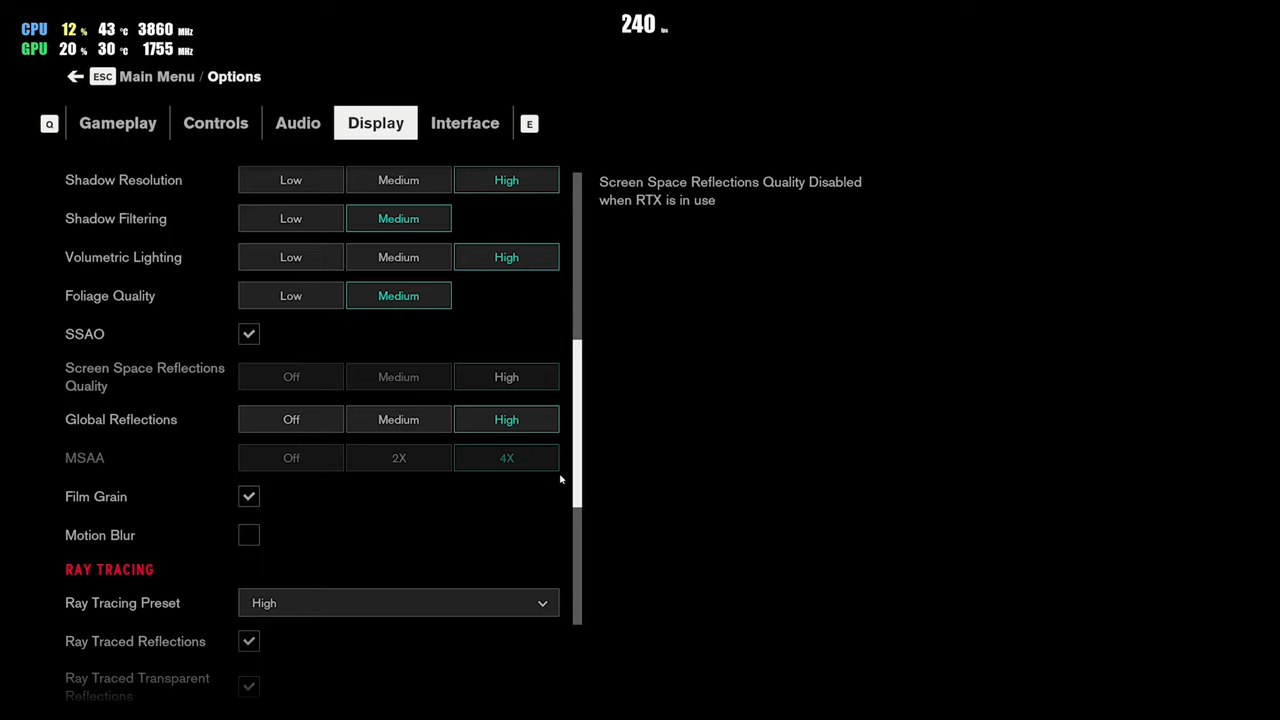 240
CPU 12 % 43 °C 3860 MHz
GPU 20 % 30 °C 1755 MHz
ESC Main Menu / Options
Q Gameplay Controls Audio Display Interface E
Shadow Resolution Low Medium High
Shadow Filtering Low Medium
Volumetric Lighting Low Medium High
Foliage Quality Low Medium
SSAO
Screen Space Reflections
Quality Off Medium High
Global Reflections Off Medium High
MSAA Off 2X 4X
Film Grain
Motion Blur
RAY TRACING
Ray Tracing Preset High
Ray Traced Reflections
Ray Traced Transparent
Reflections
Screen Space Reflections Quality Disabled
when RTX is in use